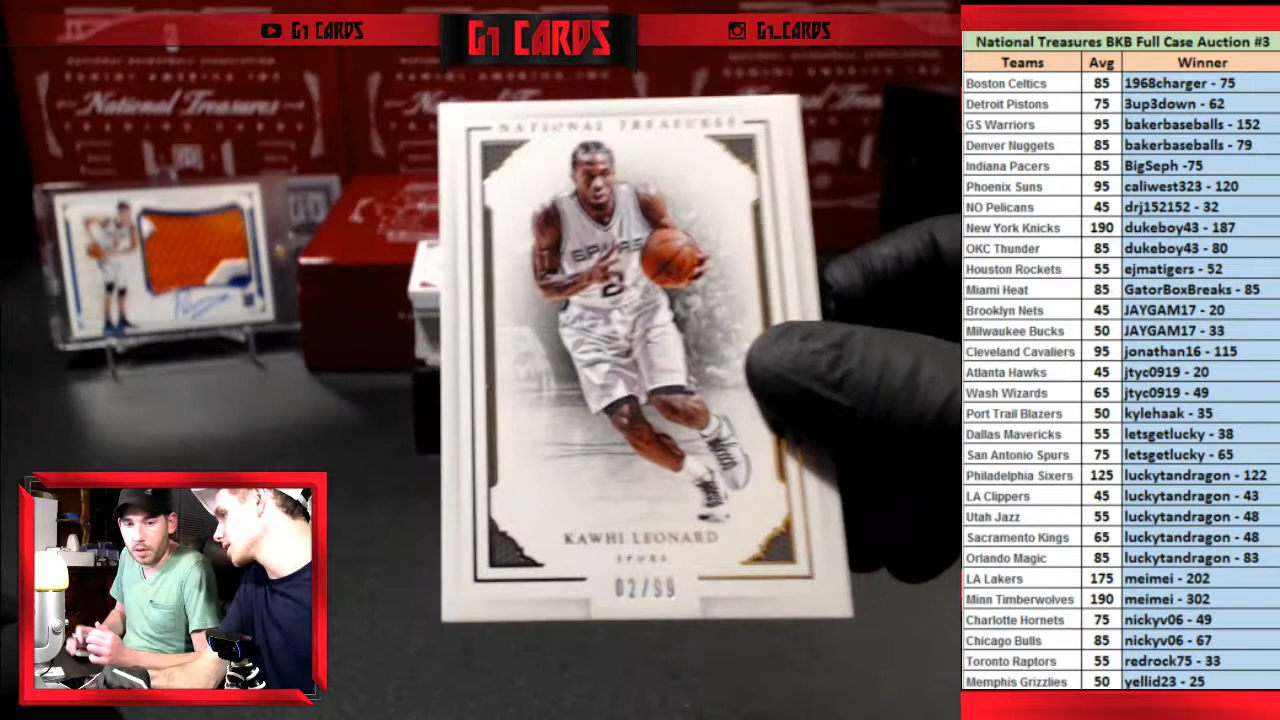 G1 CARDS
G1 CARDS
G1_CARDS
National Treasures
NATIONAL TREASURES
SPURS
2
KAWHI LEONARD
SPURS
02/99
National Treasures BKB Full Case Auction #3
Teams Avg Winner
Boston Celtics 85 1968charger - 75
Detroit Pistons 75 3up3down - 62
GS Warriors 95 bakerbaseballs - 152
Denver Nuggets 85 bakerbaseballs - 79
Indiana Pacers 85 BigSeph -75
Phoenix Suns 95 caliwest323 - 120
NO Pelicans 45 drj152152 - 32
New York Knicks 190 dukeboy43 - 187
OKC Thunder 85 dukeboy43 - 80
Houston Rockets 55 ejmatigers - 52
Miami Heat 85 GatorBoxBreaks - 85
Brooklyn Nets 45 JAYGAM17 - 20
Milwaukee Bucks 50 JAYGAM17 - 33
Cleveland Cavaliers 95 jonathan16 - 115
Atlanta Hawks 45 jtyc0919 - 20
Wash Wizards 65 jtyc0919 - 49
Port Trail Blazers 50 kylehaak - 35
Dallas Mavericks 55 letsgetlucky - 38
San Antonio Spurs 75 letsgetlucky - 65
Philadelphia Sixers 125 luckytandragon - 122
LA Clippers 45 luckytandragon - 43
Utah Jazz 55 luckytandragon - 48
Sacramento Kings 65 luckytandragon - 48
Orlando Magic 85 luckytandragon - 83
LA Lakers 175 meimei - 202
Minn Timberwolves 190 meimei - 302
Charlotte Hornets 75 nickyv06 - 49
Chicago Bulls 85 nickyv06 - 67
Toronto Raptors 55 redrock75 - 33
Memphis Grizzlies 50 yellid23 - 25